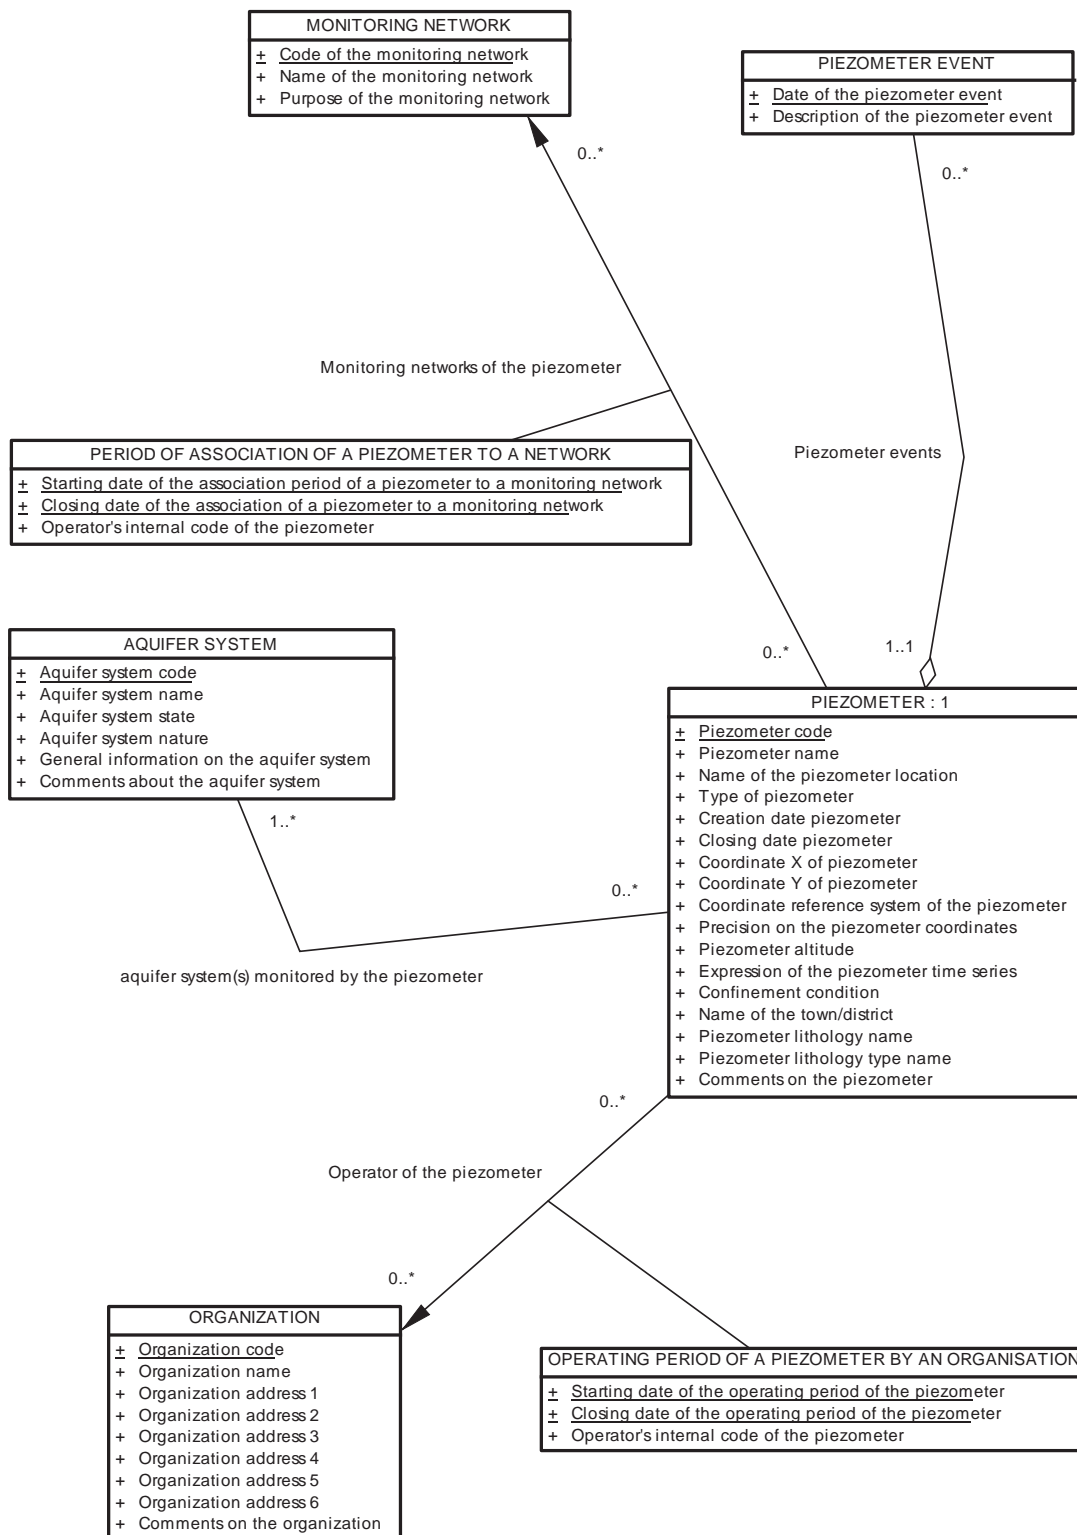 MONITORING NETWORK
+ Code of the monitoring network
+ Name of the monitoring network
+ Purpose of the monitoring network
PIEZOMETER EVENT
+ Date of the piezometer event
+ Description of the piezometer event
0..*
0..*
Monitoring networks of the piezometer
Piezometer events
PERIOD OF ASSOCIATION OF A PIEZOMETER TO A NETWORK
+ Starting date of the association period of a piezometer to a monitoring network
+ Closing date of the association of a piezometer to a monitoring network
+ Operator's internal code of the piezometer
0..*
1..1
AQUIFER SYSTEM
+ Aquifer system code
+ Aquifer system name
+ Aquifer system state
+ Aquifer system nature
+ General information on the aquifer system
+ Comments about the aquifer system
1..*
0..*
aquifer system(s) monitored by the piezometer
PIEZOMETER : 1
+ Piezometer code
+ Piezometer name
+ Name of the piezometer location
+ Type of piezometer
+ Creation date piezometer
+ Closing date piezometer
+ Coordinate X of piezometer
+ Coordinate Y of piezometer
+ Coordinate reference system of the piezometer
+ Precision on the piezometer coordinates
+ Piezometer altitude
+ Expression of the piezometer time series
+ Confinement condition
+ Name of the town/district
+ Piezometer lithology name
+ Piezometer lithology type name
+ Comments on the piezometer
0..*
Operator of the piezometer
0..*
ORGANIZATION
+ Organization code
+ Organization name
+ Organization address 1
+ Organization address 2
+ Organization address 3
+ Organization address 4
+ Organization address 5
+ Organization address 6
+ Comments on the organization
OPERATING PERIOD OF A PIEZOMETER BY AN ORGANISATION
+ Starting date of the operating period of the piezometer
+ Closing date of the operating period of the piezometer
+ Operator's internal code of the piezometer